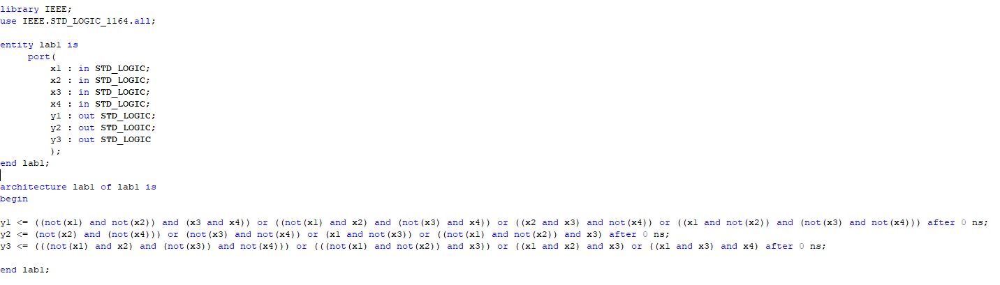 library IEEE;
use IEEE.STD_LOGIC_1164.all;
entity lab1 is
port(
x1 : in STD_LOGIC;
x2 : in STD_LOGIC;
x3 : in STD_LOGIC;
x4 : in STD_LOGIC;
y1 : out STD_LOGIC;
y2 : out STD_LOGIC;
y3 : out STD_LOGIC
);
end lab1;
architecture lab1 of lab1 is
begin
y1 <= ((not(x1) and not(x2)) and (x3 and x4)) or ((not(x1) and x2) and (not(x3) and x4)) or ((x2 and x3) and not(x4)) or ((x1 and not(x2)) and (not(x3) and not(x4))) after 0 ns;
y2 <= (not(x2) and (not(x4))) or (not(x3) and not(x4)) or (x1 and not(x3)) or ((not(x1) and not(x2)) and x3) after 0 ns;
y3 <= (((not(x1) and x2) and (not(x3)) and not(x4))) or (((not(x1) and not(x2)) and x3)) or ((x1 and x2) and x3) or ((x1 and x3) and x4) after 0 ns;
end lab1;